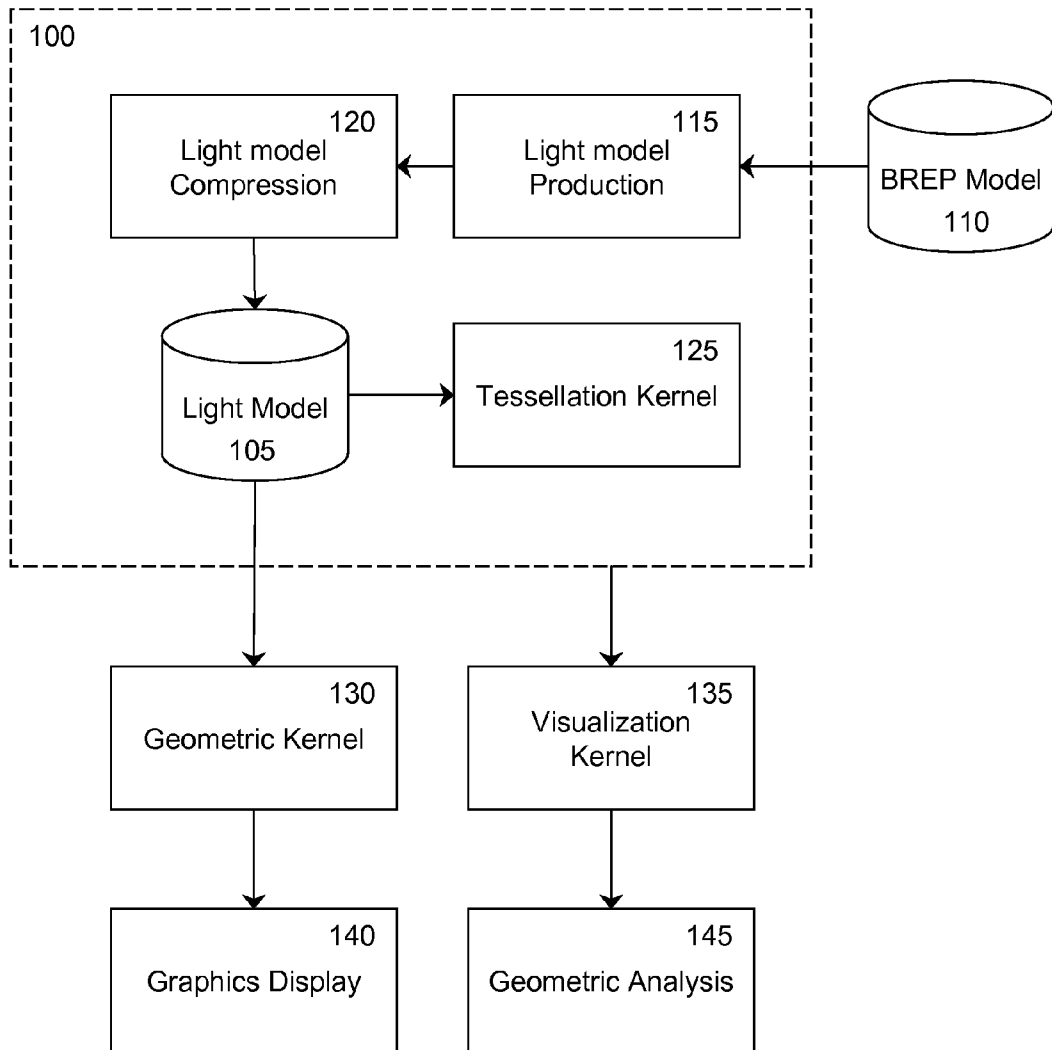 100
120
Light model
Compression
115
Light model
Production
BREP Model
110
Light Model
105
125
Tessellation Kernel
130
Geometric Kernel
135
Visualization
Kernel
140
Graphics Display
145
Geometric Analysis